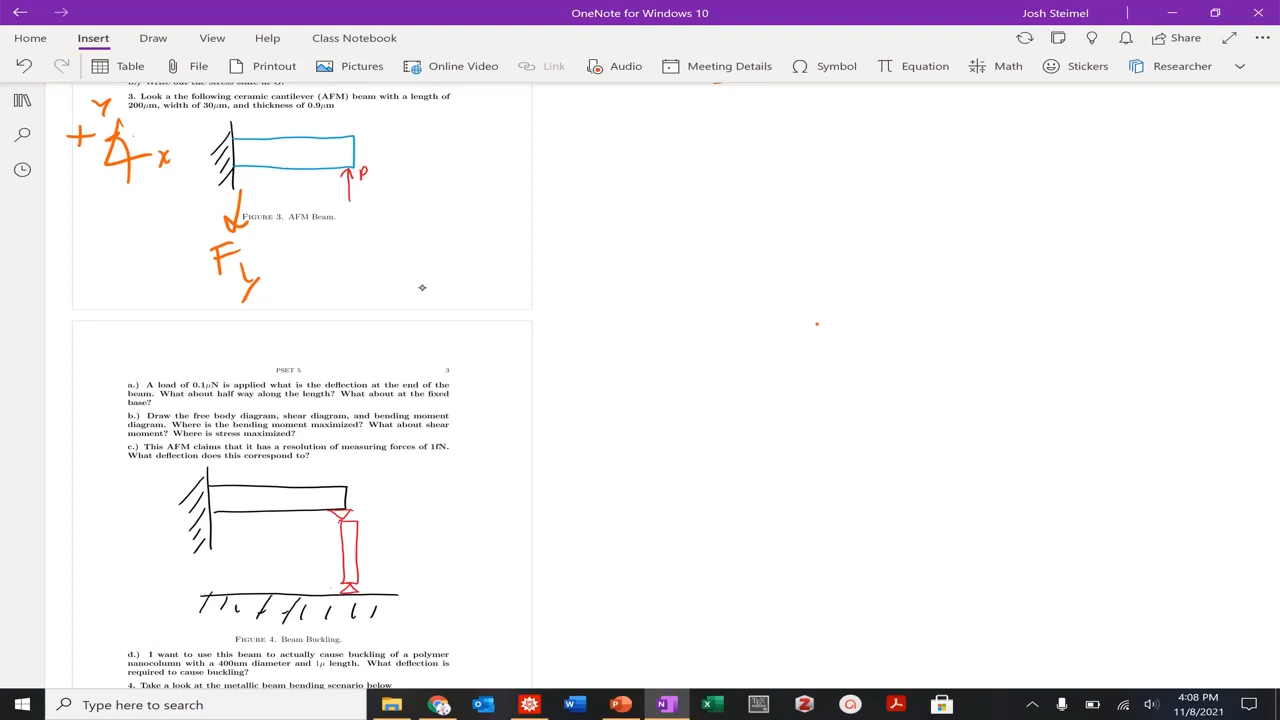 OneNote for Windows 10
Josh Steimel
Home Insert Draw View Help Class Notebook
Share
Table File Printout Pictures Online Video Link Audio Meeting Details Symbol Equation Math Stickers Researcher
3. Look a the following ceramic cantilever (AFM) beam with a length of
200μm, width of 30μm, and thickness of 0.9μm
Y
+
X
P
FIGURE 3. AFM Beam.
Fy
PSET 5 3
a.) A load of 0.1μN is applied what is the deflection at the end of the
beam. What about half way along the length? What about at the fixed
base?
b.) Draw the free body diagram, shear diagram, and bending moment
diagram. Where is the bending moment maximized? What about shear
moment? Where is stress maximized?
c.) This AFM claims that it has a resolution of measuring forces of 1fN.
What deflection does this correspond to?
FIGURE 4. Beam Buckling.
d.) I want to use this beam to actually cause buckling of a polymer
nanocolumn with a 400nm diameter and 1μ length. What deflection is
required to cause buckling?
4. Take a look at the metallic beam bending scenario below
Type here to search
4:08 PM
11/8/2021